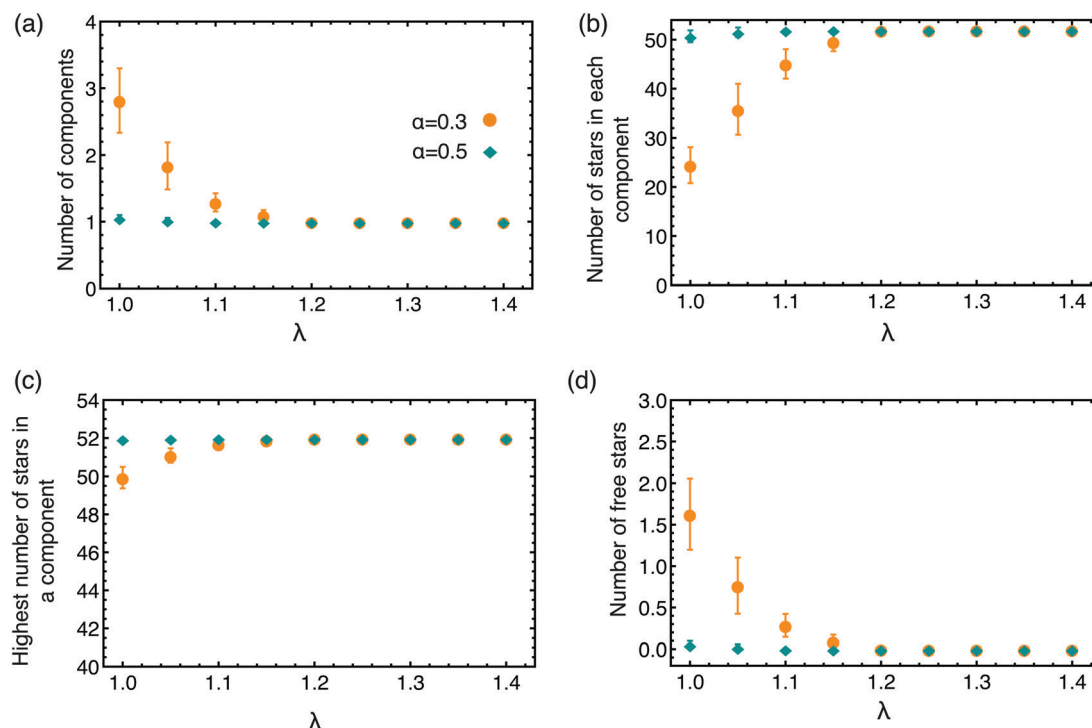 (a)
Number of components
4
3
2
1
0
α=0.3
α=0.5
1.0 1.1 1.2 1.3 1.4
λ
(b)
Number of stars in each
component
50
40
30
20
10
0
1.0 1.1 1.2 1.3 1.4
λ
(c)
Highest number of stars in
a component
54
52
50
48
46
44
42
40
1.0 1.1 1.2 1.3 1.4
λ
(d)
Number of free stars
3.0
2.5
2.0
1.5
1.0
0.5
0.0
1.0 1.1 1.2 1.3 1.4
λ